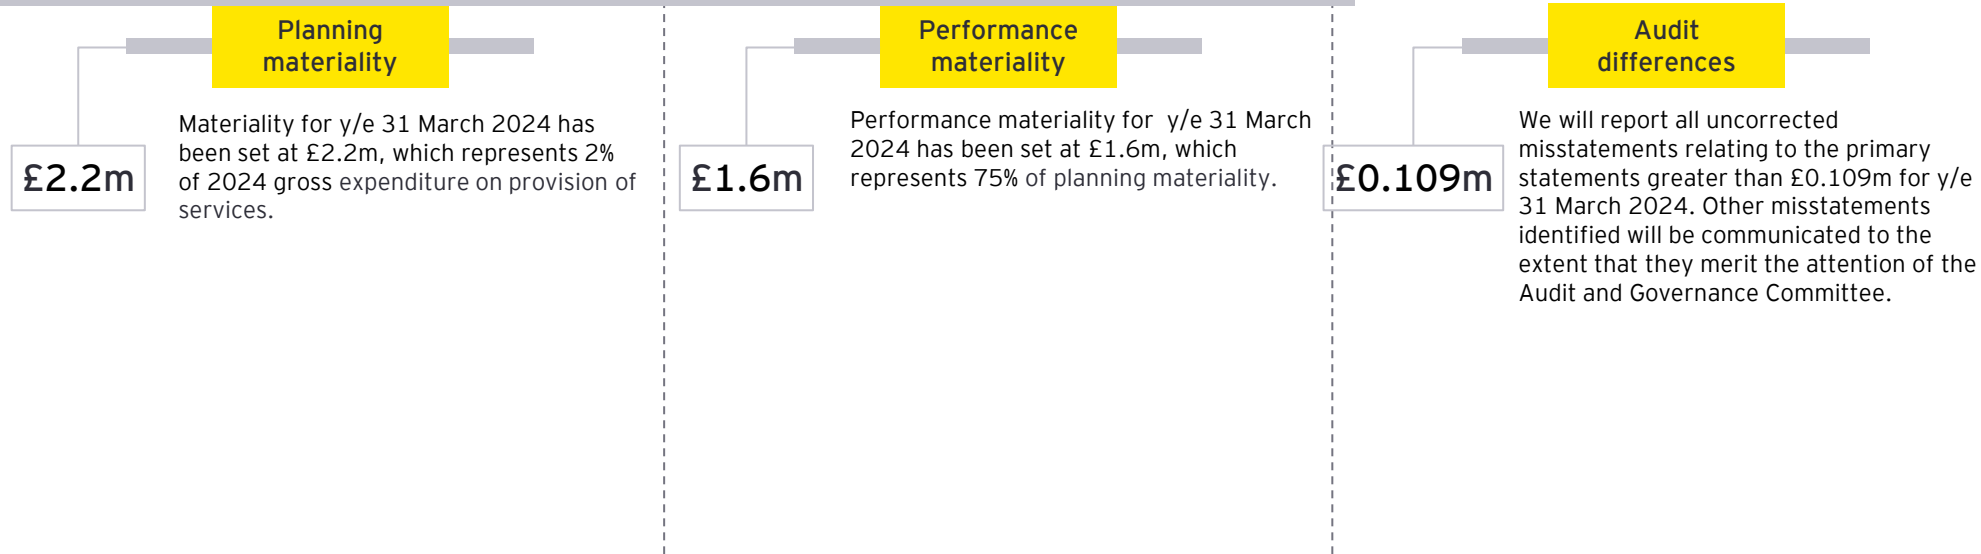 Planning
materiality
£2.2m
Materiality for y/e 31 March 2024 has
been set at £2.2m, which represents 2%
of 2024 gross expenditure on provision of
services.
Performance
materiality
£1.6m
Performance materiality for y/e 31 March
2024 has been set at £1.6m, which
represents 75% of planning materiality.
Audit
differences
£0.109m
We will report all uncorrected
misstatements relating to the primary
statements greater than £0.109m for y/e
31 March 2024. Other misstatements
identified will be communicated to the
extent that they merit the attention of the
Audit and Governance Committee.